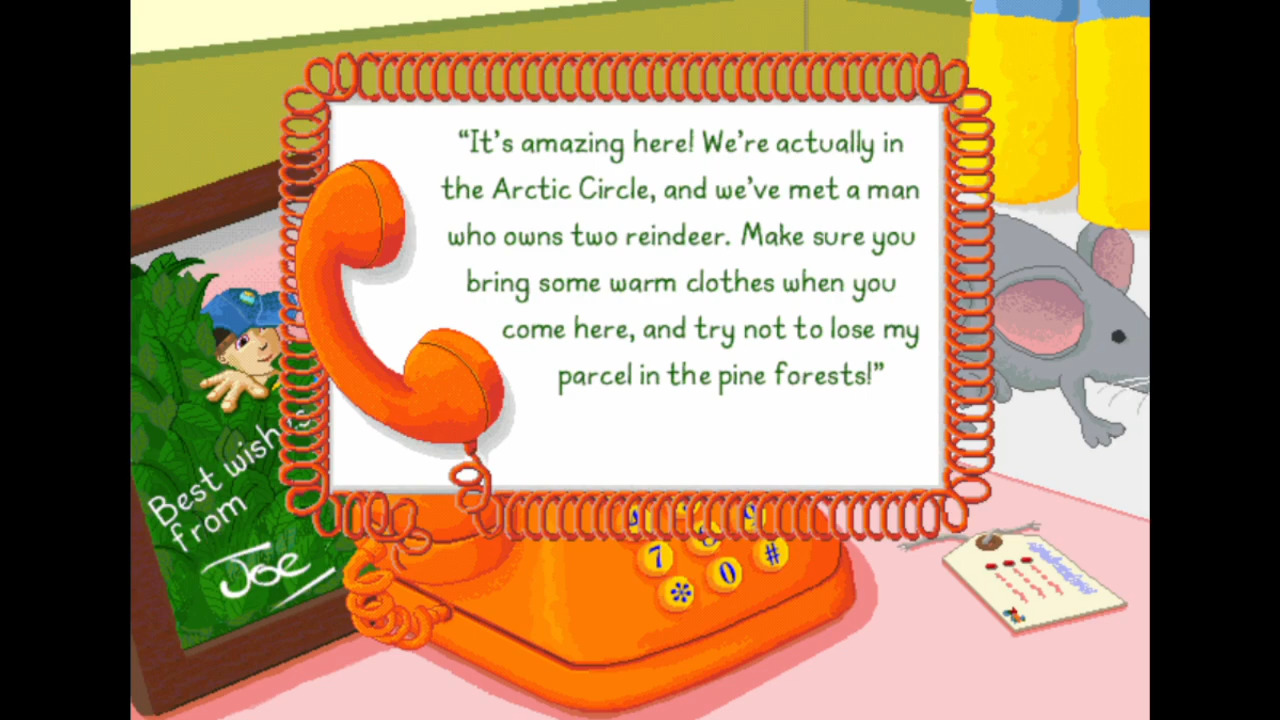 “It’s amazing here! We’re actually in
the Arctic Circle, and we’ve met a man
who owns two reindeer. Make sure you
bring some warm clothes when you
come here, and try not to lose my
parcel in the pine forests!”
Best
from
Joe
7
0
#